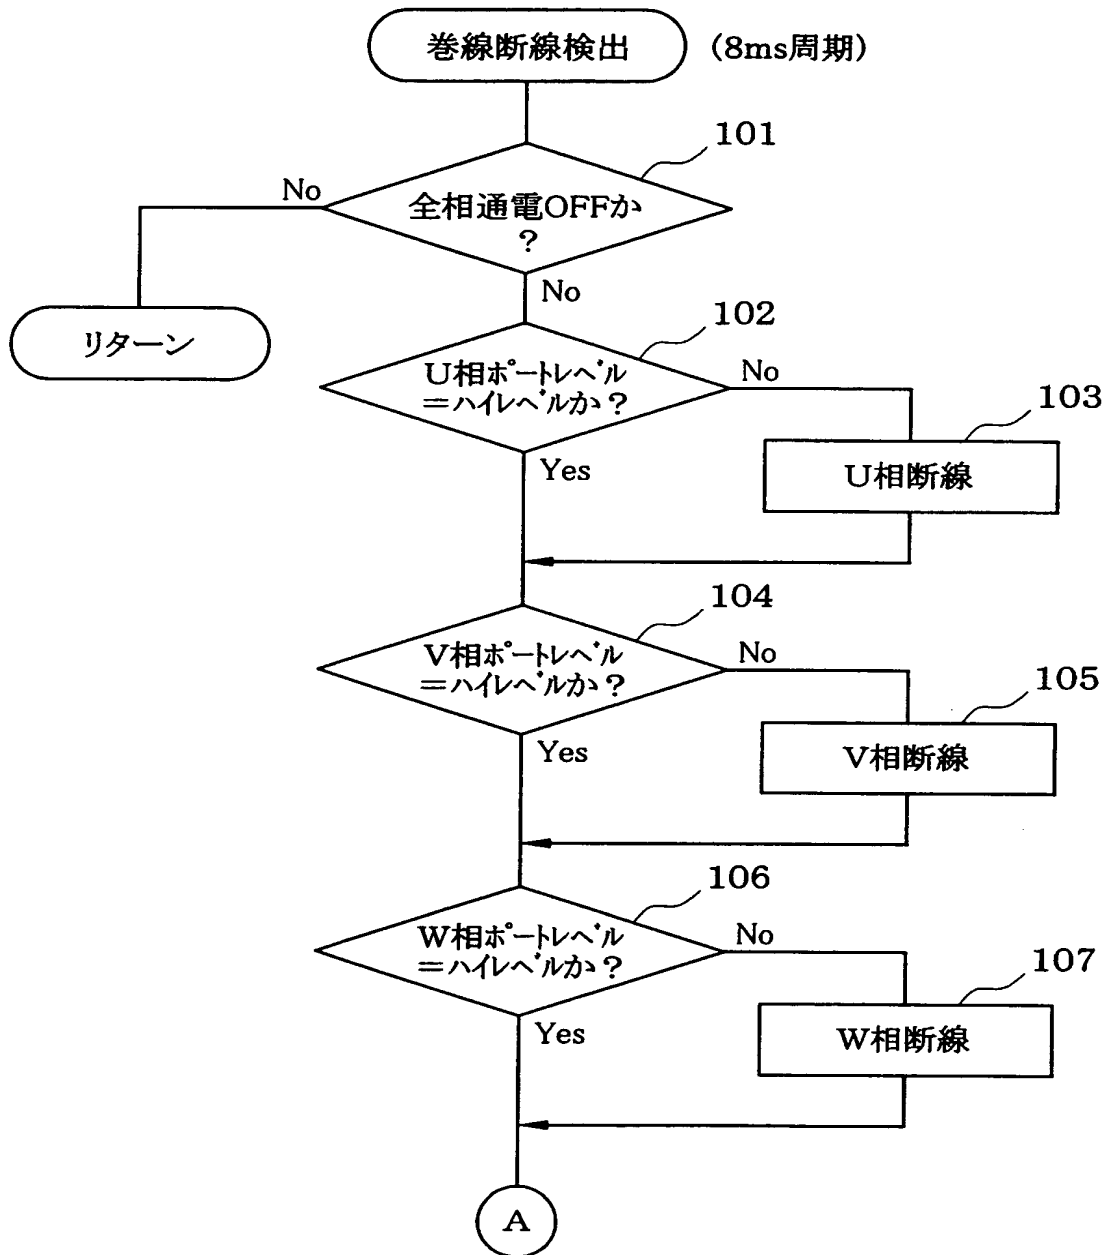 巻線断線検出
(8ms周期)
101
No
全相通電OFFか
?
No
リターン
102
U相ポートレベル
=ハイレベルか?
No
103
Yes
U相断線
104
V相ポートレベル
=ハイレベルか?
No
105
Yes
V相断線
106
W相ポートレベル
=ハイレベルか?
No
107
Yes
W相断線
A